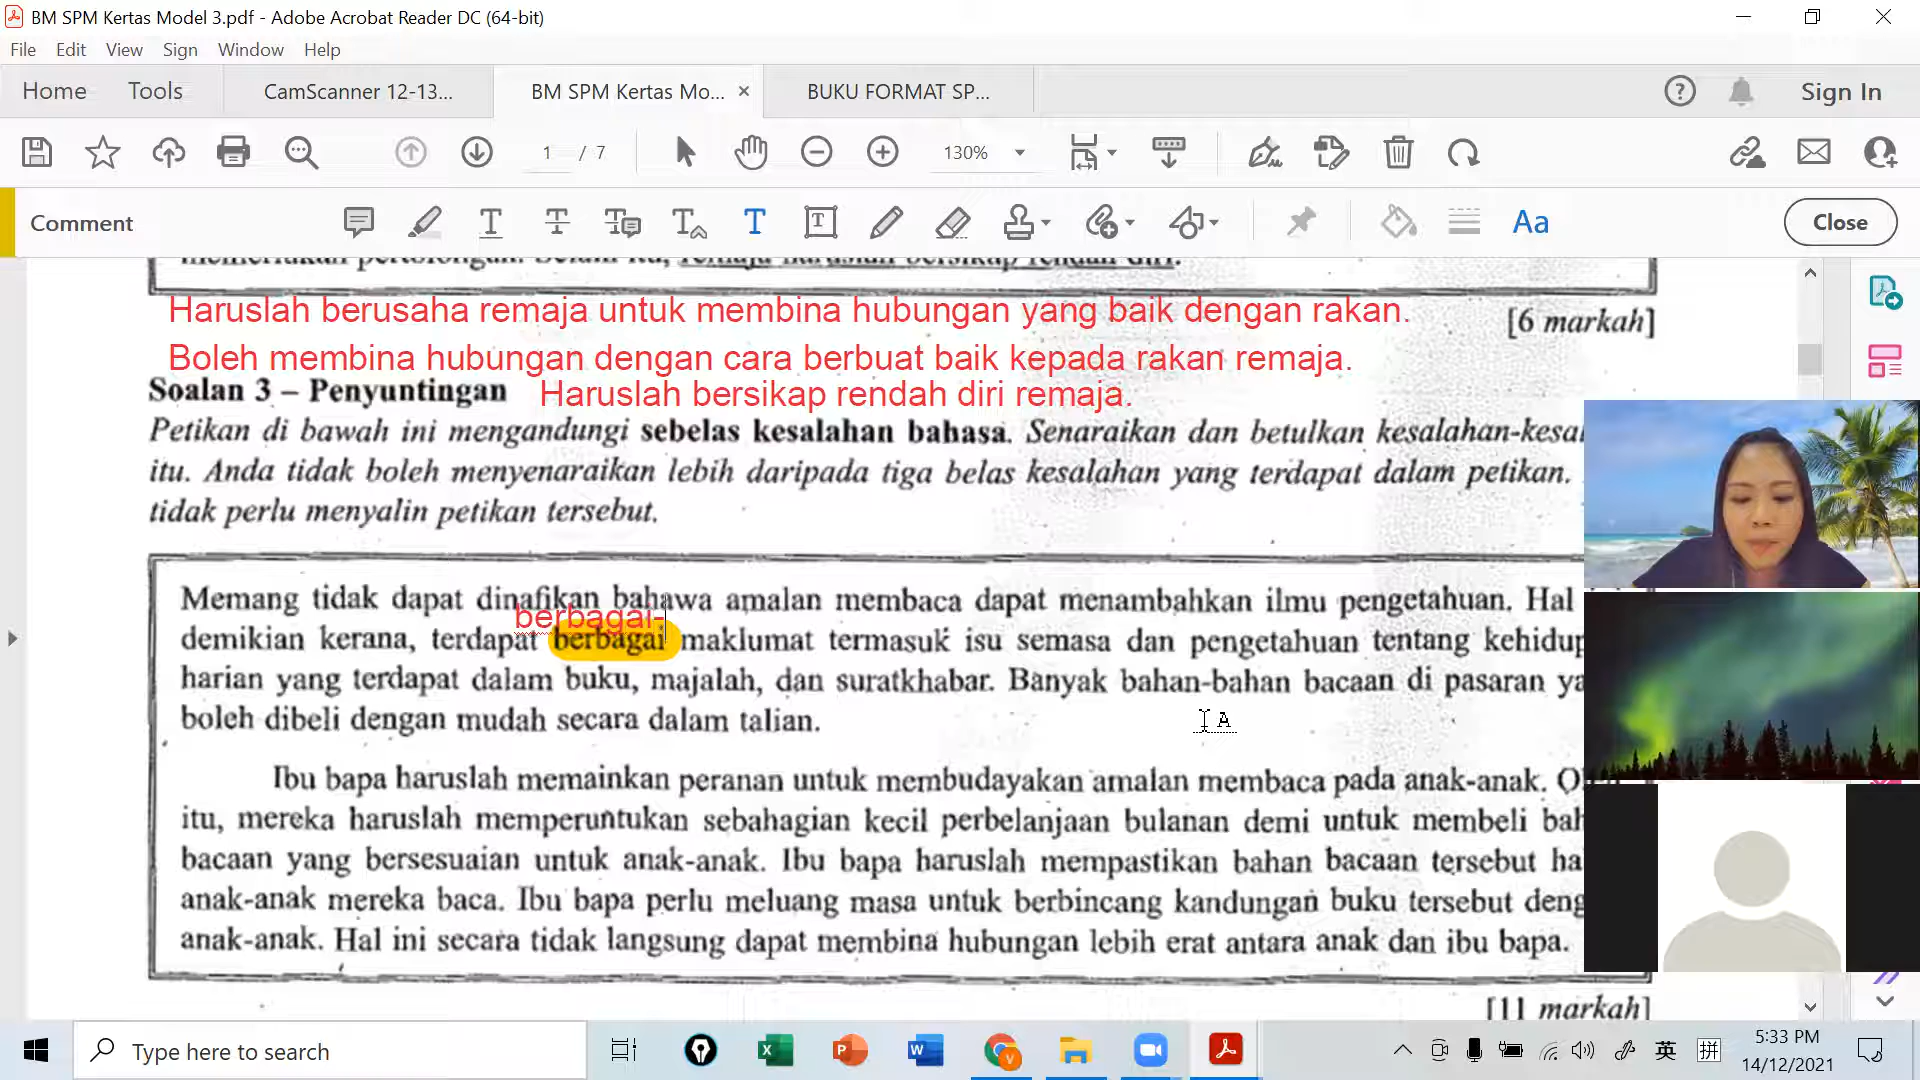 BM SPM Kertas Model 3.pdf - Adobe Acrobat Reader DC (64-bit)
File Edit View Sign Window Help
Home Tools CamScanner 12-13... BM SPM Kertas Mo... × BUKU FORMAT SP... Sign In
1 / 7 130%
Comment Aa Close
memerlukan pertolongan. Selain itu, remaja haruslah bersikap rendah diri.
Haruslah berusaha remaja untuk membina hubungan yang baik dengan rakan.
[6 markah]
Boleh membina hubungan dengan cara berbuat baik kepada rakan remaja.
Soalan 3 – Penyuntingan Haruslah bersikap rendah diri remaja.
Petikan di bawah ini mengandungi sebelas kesalahan bahasa. Senaraikan dan betulkan kesalahan-kesal
itu. Anda tidak boleh menyenaraikan lebih daripada tiga belas kesalahan yang terdapat dalam petikan.
tidak perlu menyalin petikan tersebut.
Memang tidak dapat dinafikan bahawa amalan membaca dapat menambahkan ilmu pengetahuan. Hal
berbagai-
demikian kerana, terdapat berbagai maklumat termasuk isu semasa dan pengetahuan tentang kehidup
harian yang terdapat dalam buku, majalah, dan suratkhabar. Banyak bahan-bahan bacaan di pasaran ya
boleh dibeli dengan mudah secara dalam talian.
Ibu bapa haruslah memainkan peranan untuk membudayakan amalan membaca pada anak-anak. O
itu, mereka haruslah memperuntukan sebahagian kecil perbelanjaan bulanan demi untuk membeli bah
bacaan yang bersesuaian untuk anak-anak. Ibu bapa haruslah mempastikan bahan bacaan tersebut ha
anak-anak mereka baca. Ibu bapa perlu meluang masa untuk berbincang kandungan buku tersebut deng
anak-anak. Hal ini secara tidak langsung dapat membina hubungan lebih erat antara anak dan ibu bapa.
[11 markah]
Type here to search
英 拼
5:33 PM
14/12/2021